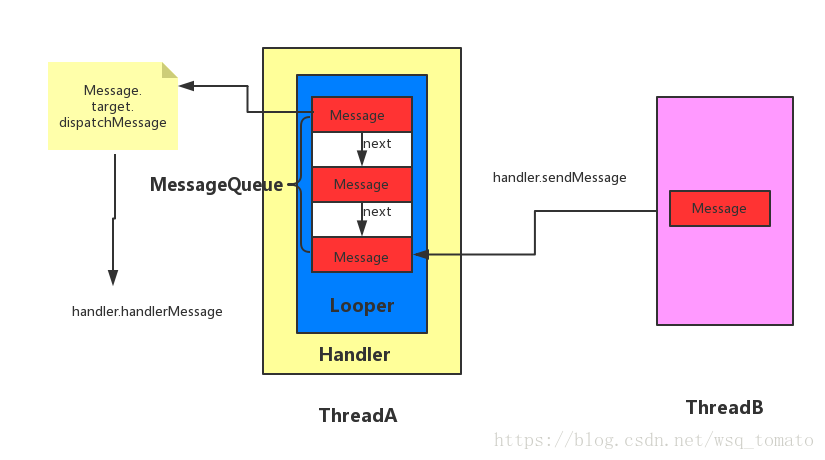 Message.
target.
dispatchMessage
handler.handlerMessage
MessageQueue
Message
next
Message
next
Message
Looper
Handler
ThreadA
handler.sendMessage
Message
ThreadB
https://blog.csdn.net/wsq_tomato